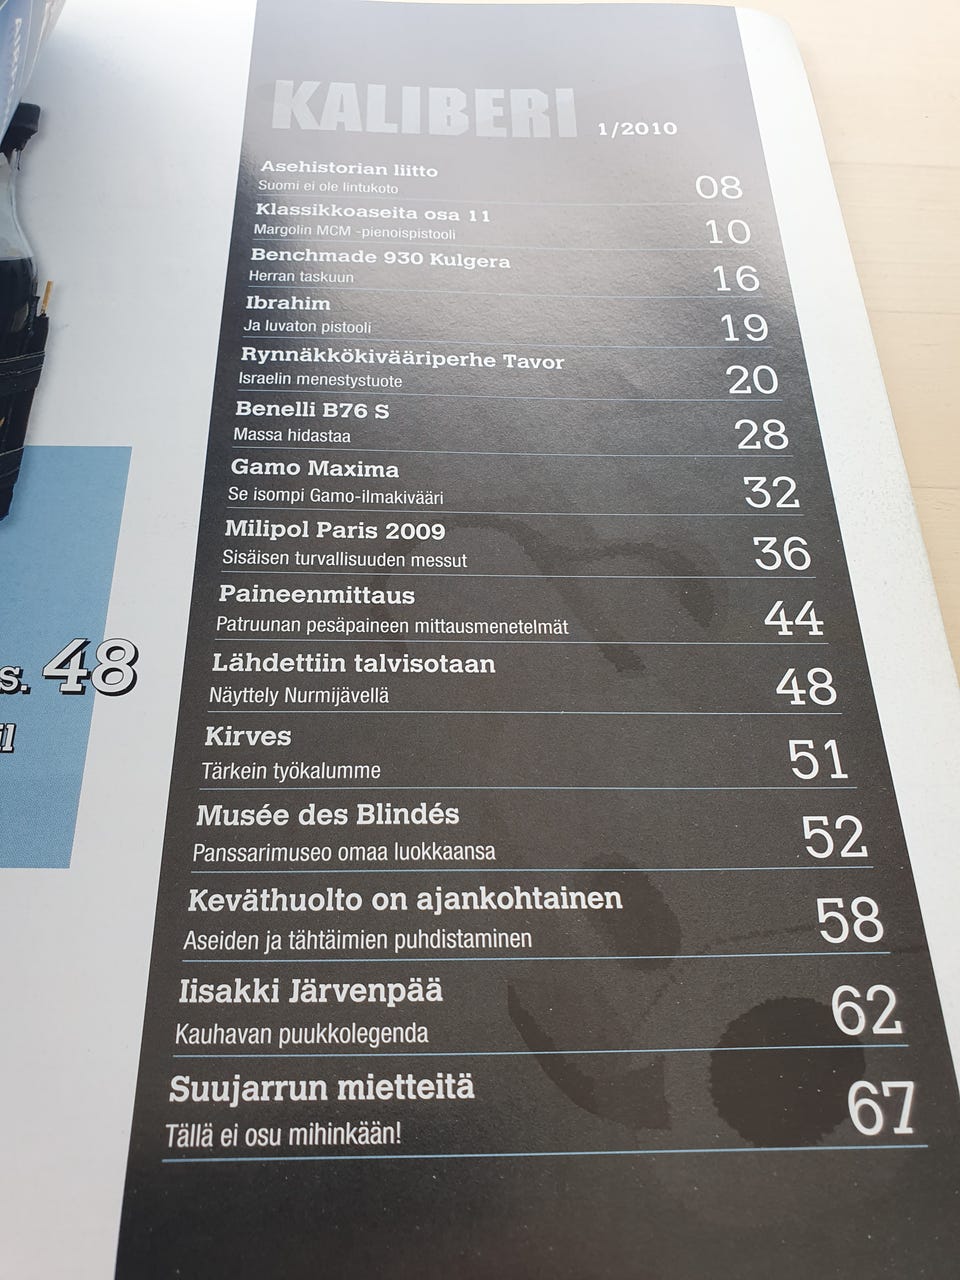 KALIBERI 1/2010
Asehistorian liitto
Suomi ei ole lintukoto 08
Klassikkoaseita osa 11
Margolin MCM -pienoispistooli 10
Benchmade 930 Kulgera
Herran taskuun 16
Ibrahim
Ja luvaton pistooli 19
Rynnäkkökivääriperhe Tavor
Israelin menestystuote 20
Benelli B76 S
Massa hidastaa 28
Gamo Maxima
Se isompi Gamo-ilmakivääri 32
Milipol Paris 2009
Sisäisen turvallisuuden messut 36
Paineenmittaus
Patruunan pesäpaineen mittausmenetelmät 44
Lähdettiin talvisotaan
Näyttely Nurmijävellä 48
Kirves
Tärkein työkalumme 51
Musée des Blindés
Panssarimuseo omaa luokkaansa 52
Keväthuolto on ajankohtainen
Aseiden ja tähtäimien puhdistaminen 58
Iisakki Järvenpää
Kauhavan puukkolegenda 62
Suujarrun mietteitä
Tällä ei osu mihinkään! 67
s. 48